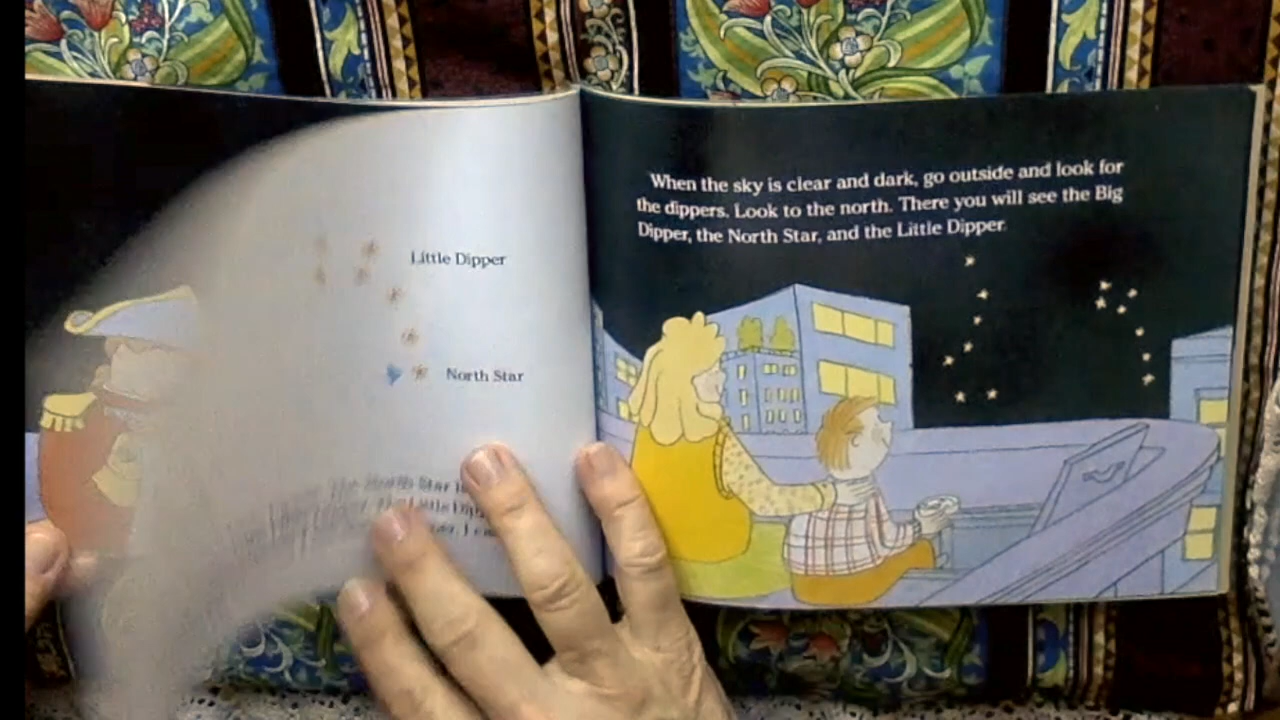 Little Dipper
North Star
When the sky is clear and dark, go outside and look for
the dippers. Look to the north. There you will see the Big
Dipper, the North Star, and the Little Dipper.